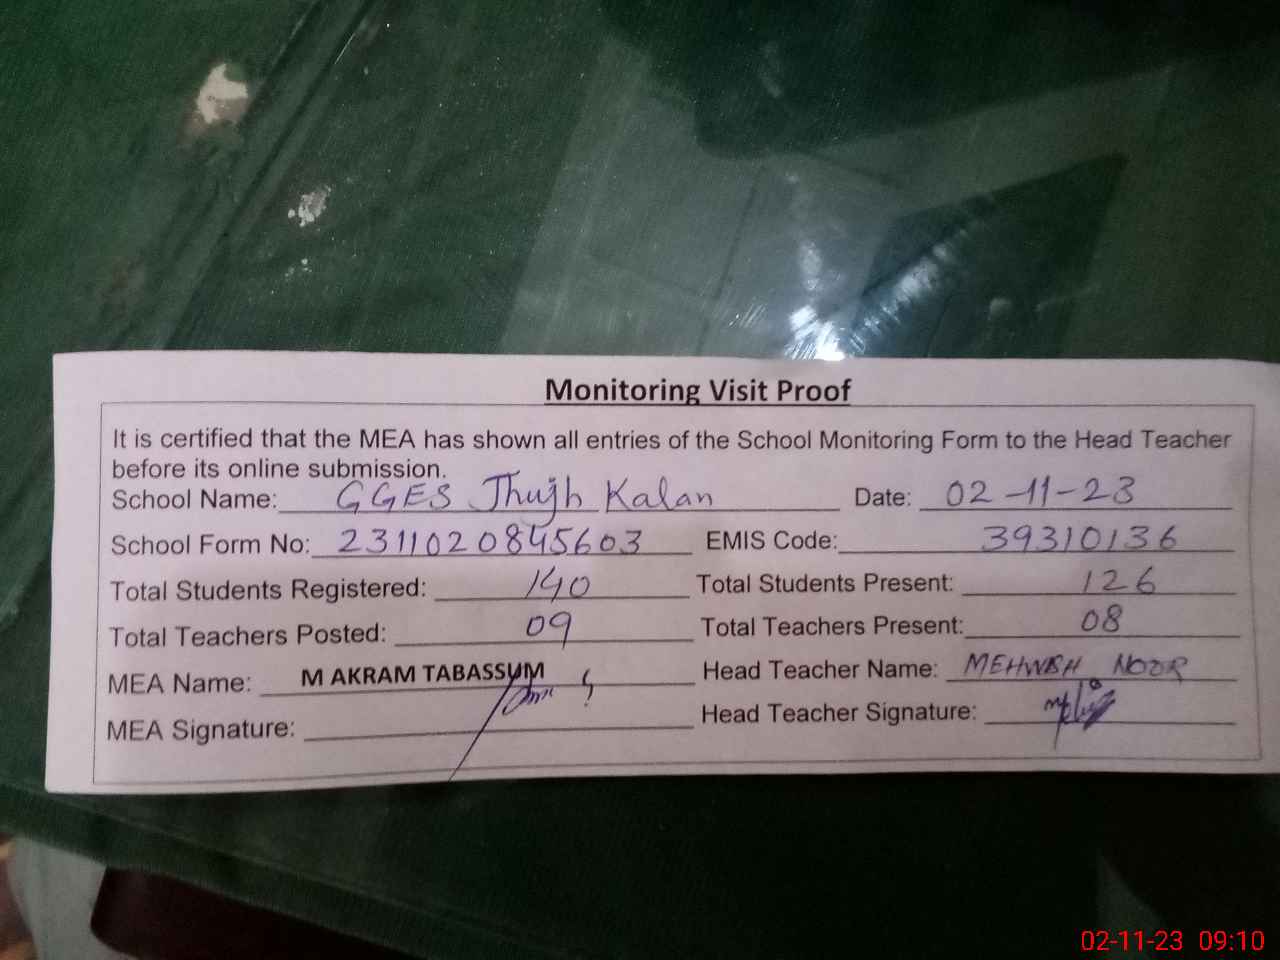 Monitoring Visit Proof
It is certified that the MEA has shown all entries of the School Monitoring Form to the Head Teacher
before its online submission.
School Name: GGES Jhujh Kalan Date: 02-11-23
School Form No: 2311020845603 EMIS Code: 39310136
Total Students Registered: 140 Total Students Present: 126
Total Teachers Posted: 09 Total Teachers Present: 08
MEA Name: M AKRAM TABASSUM Head Teacher Name: MEHWISH NOOR
MEA Signature: Head Teacher Signature:
02-11-23 09:10